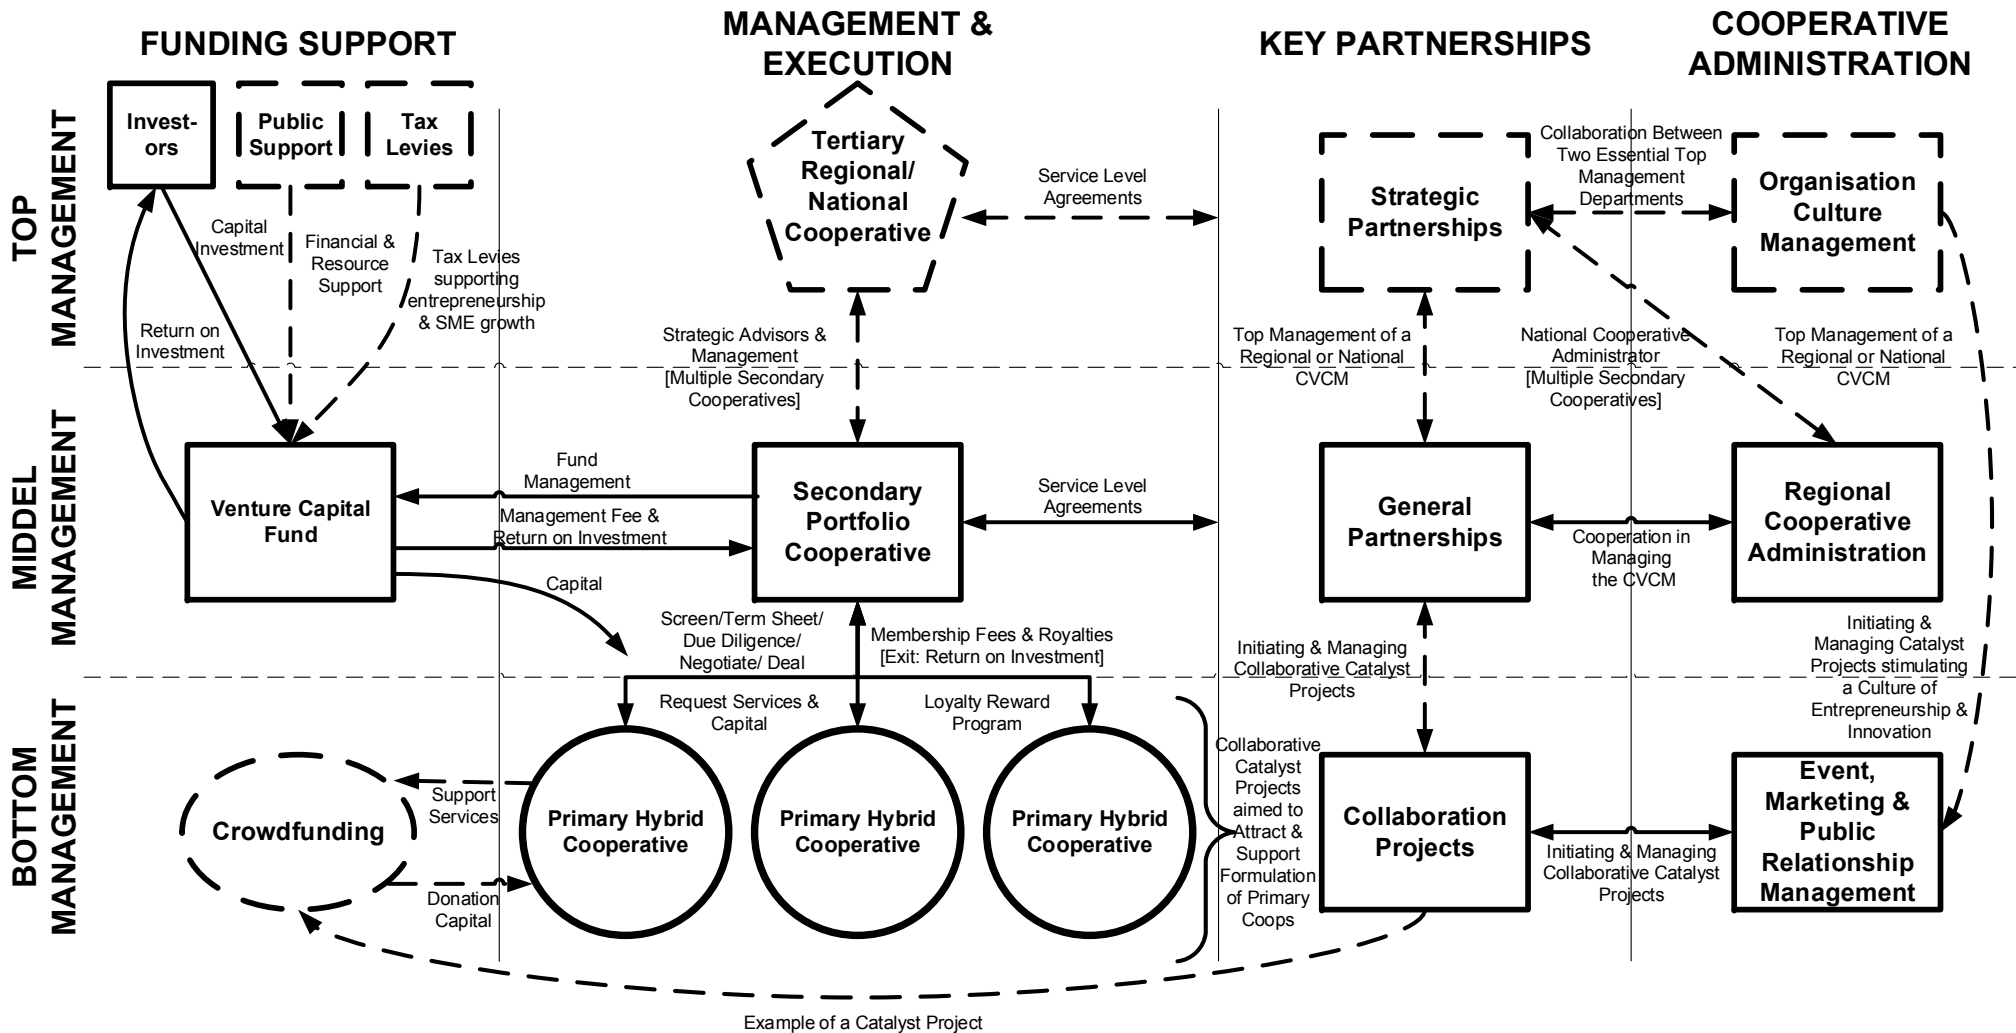 FUNDING SUPPORT
MANAGEMENT &
EXECUTION
KEY PARTNERSHIPS
COOPERATIVE
ADMINISTRATION
TOP
MANAGEMENT
Invest-
ors
Public
Support
Tax
Levies
Tertiary
Regional/
National
Cooperative
Service Level
Agreements
Strategic
Partnerships
Collaboration Between
Two Essential Top
Management
Departments
Organisation
Culture
Management
Capital
Investment
Financial &
Resource
Support
Tax Levies
supporting
entrepreneurship
& SME growth
Return on
Investment
Strategic Advisors &
Management
[Multiple Secondary
Cooperatives]
Top Management of a
Regional or National
CVCM
National Cooperative
Administrator
[Multiple Secondary
Cooperatives]
Top Management of a
Regional or National
CVCM
MIDDEL
MANAGEMENT
Venture Capital
Fund
Fund
Management
Management Fee &
Return on Investment
Capital
Secondary
Portfolio
Cooperative
Service Level
Agreements
General
Partnerships
Cooperation in
Managing
the CVCM
Regional
Cooperative
Administration
Screen/Term Sheet/
Due Diligence/
Negotiate/ Deal
Membership Fees & Royalties
[Exit: Return on Investment]
Initiating & Managing
Collaborative Catalyst
Projects
Initiating &
Managing Catalyst
Projects stimulating
a Culture of
Entrepreneurship &
Innovation
BOTTOM
MANAGEMENT
Request Services &
Capital
Loyalty Reward
Program
Crowdfunding
Support
Services
Donation
Capital
Primary Hybrid
Cooperative
Primary Hybrid
Cooperative
Primary Hybrid
Cooperative
Collaborative
Catalyst
Projects
aimed to
Attract &
Support
Formulation
of Primary
Coops
Collaboration
Projects
Initiating & Managing
Collaborative Catalyst
Projects
Event,
Marketing &
Public
Relationship
Management
Example of a Catalyst Project